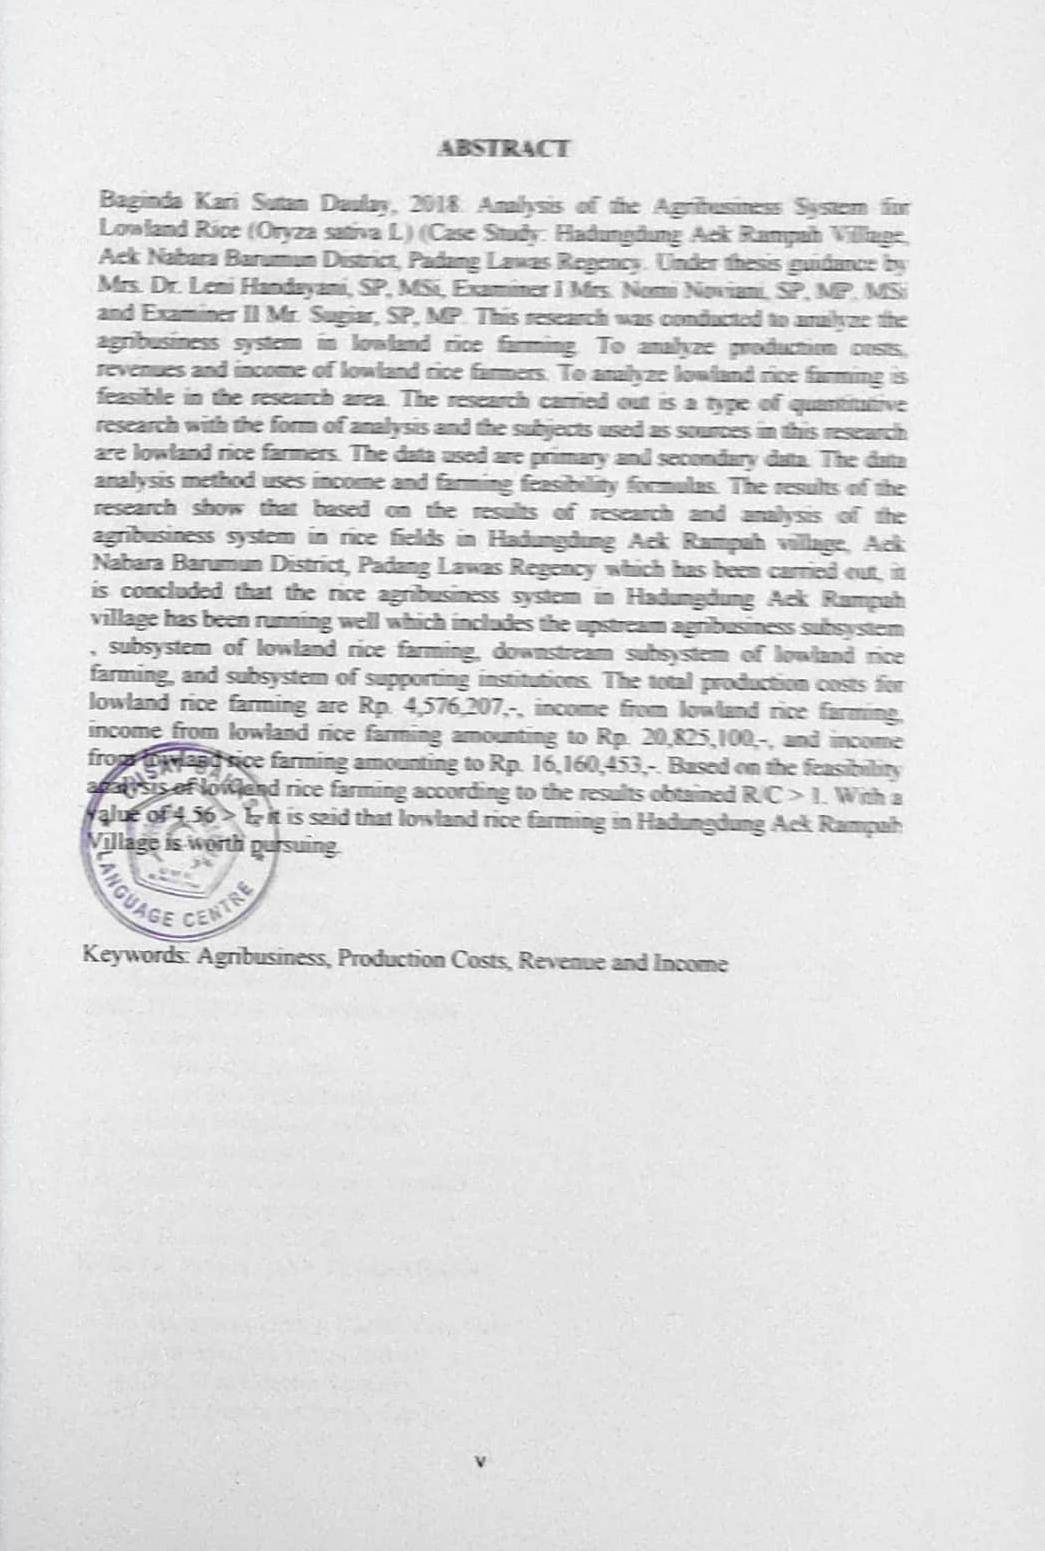 ABSTRACT
Baginda Kari Sutan Daulay, 2018. Analysis of the Agribusiness System for
Lowland Rice (Oryza sativa L) (Case Study: Hadungdung Aek Rampah Village,
Aek Nabara Barumun District, Padang Lawas Regency. Under thesis guidance by
Mrs. Dr. Leni Handayani, SP, MSi, Examiner I Mrs. Nomi Noviani, SP, MP, MSi
and Examiner II Mr. Sugiar, SP, MP. This research was conducted to analyze the
agribusiness system in lowland rice farming. To analyze production costs,
revenues and income of lowland rice farmers. To analyze lowland rice farming is
feasible in the research area. The research carried out is a type of quantitative
research with the form of analysis and the subjects used as sources in this research
are lowland rice farmers. The data used are primary and secondary data. The data
analysis method uses income and farming feasibility formulas. The results of the
research show that based on the results of research and analysis of the
agribusiness system in rice fields in Hadungdung Aek Rampah village, Aek
Nabara Barumun District, Padang Lawas Regency which has been carried out, it
is concluded that the rice agribusiness system in Hadungdung Aek Rampah
village has been running well which includes the upstream agribusiness subsystem
, subsystem of lowland rice farming, downstream subsystem of lowland rice
farming, and subsystem of supporting institutions. The total production costs for
lowland rice farming are Rp. 4,576,207,-, income from lowland rice farming,
income from lowland rice farming amounting to Rp. 20,825,100,-, and income
from lowland rice farming amounting to Rp. 16,160,453,-. Based on the feasibility
analysis of lowland rice farming according to the results obtained R/C > 1. With a
value of 4.56 > 1, it is said that lowland rice farming in Hadungdung Aek Rampah
Village is worth pursuing.
LANGUAGE CENTRE
Keywords: Agribusiness, Production Costs, Revenue and Income
v